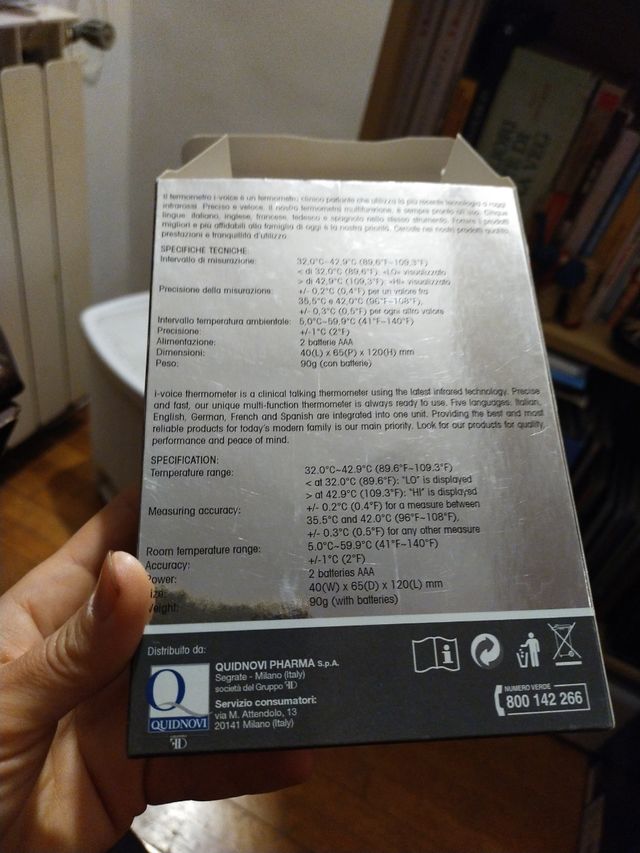 Il termometro i-voice è un termometro clinico parlante che utilizza la più recente tecnologia a raggi
infrarossi. Preciso e veloce. Il nostro termometro multifunzione, è sempre pronto all'uso. Cinque
lingue: italiano, inglese, francese, tedesco e spagnolo nello stesso strumento. Fornire i prodotti
migliori e più affidabili alla famiglia di oggi è la nostra priorità. Cercate nei nostri prodotti qualità,
prestazioni e tranquillità d'utilizzo.
SPECIFICHE TECNICHE:
Intervallo di misurazione: 32.0°C- 42.9°C (89.6°F~109.3°F)
< di 32.0°C (89.6°F): «LO» visualizzato
> di 42.9°C (109.3°F): «HI» visualizzato
Precisione della misurazione: +/- 0,2°C (0,4°F) per un valore fra
35,5°C e 42,0°C (96°F~108°F),
+/- 0,3°C (0,5°F) per ogni altro valore
Intervallo temperatura ambientale: 5,0°C~59,9°C (41°F~140°F)
Precisione: +/-1°C (2°F)
Alimentazione: 2 batterie AAA
Dimensioni: 40(L) x 65(P) x 120(H) mm
Peso: 90g (con batterie)
i-voice thermometer is a clinical talking thermometer using the latest infrared technology. Precise
and fast, our unique multi-function thermometer is always ready to use. Five languages: Italian,
English, German, French and Spanish are integrated into one unit. Providing the best and most
reliable products for today's modern family is our main priority. Look for our products for quality,
performance and peace of mind.
SPECIFICATION:
Temperature range: 32.0°C~42.9°C (89.6°F~109.3°F)
< at 32.0°C (89.6°F): "LO" is displayed
> at 42.9°C (109.3°F): "HI" is displayed
Measuring accuracy: +/- 0.2°C (0.4°F) for a measure between
35.5°C and 42.0°C (96°F~108°F),
+/- 0.3°C (0.5°F) for any other measure
Room temperature range: 5.0°C~59.9°C (41°F~140°F)
Accuracy: +/-1°C (2°F)
Power: 2 batteries AAA
Size: 40(W) x 65(D) x 120(L) mm
Weight: 90g (with batteries)
Distribuito da:
QUIDNOVI PHARMA S.p.A.
Segrate - Milano (Italy)
società del Gruppo
Servizio consumatori:
via M. Attendolo, 13
20141 Milano (Italy)
QUIDNOVI
NUMERO VERDE
800 142 266